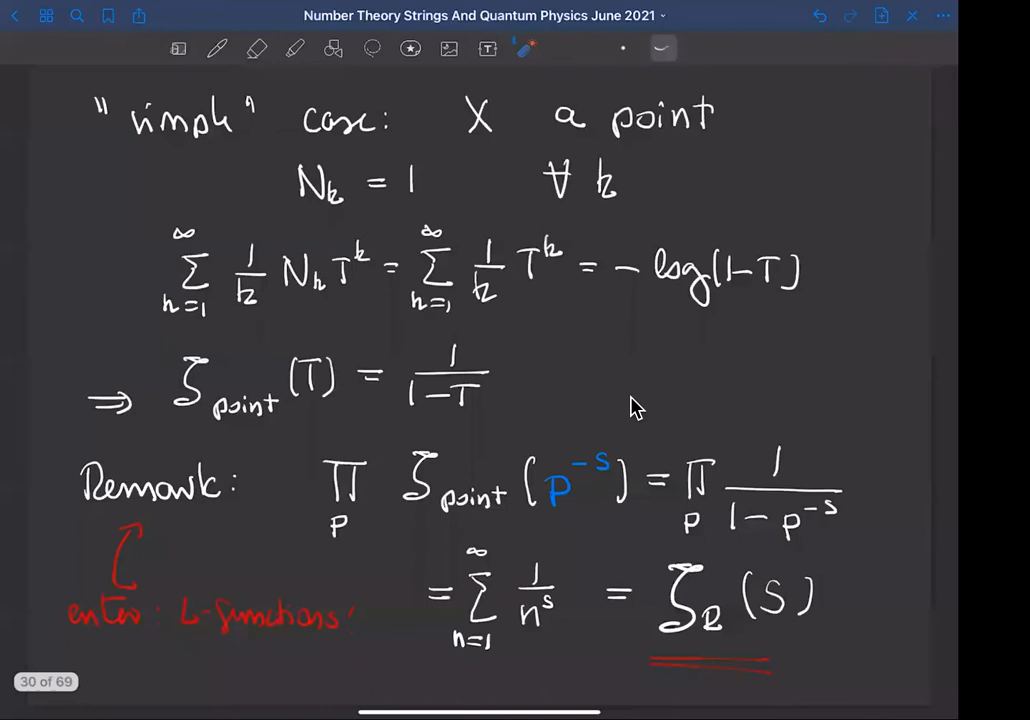 Number Theory Strings And Quantum Physics June 2021
"simple" case: X a point
N_k = 1 ∀ k
∑_{n=1}^∞ 1/k N_k T^k = ∑_{n=1}^∞ 1/k T^k = - log(1-T)
⇒ ζ_point (T) = 1/(1-T)
Remark: ∏_p ζ_point (p^{-s}) = ∏_p 1/(1-p^{-s})
= ∑_{n=1}^∞ 1/n^s = ζ_R (s)
enter: L-functions!
30 of 69